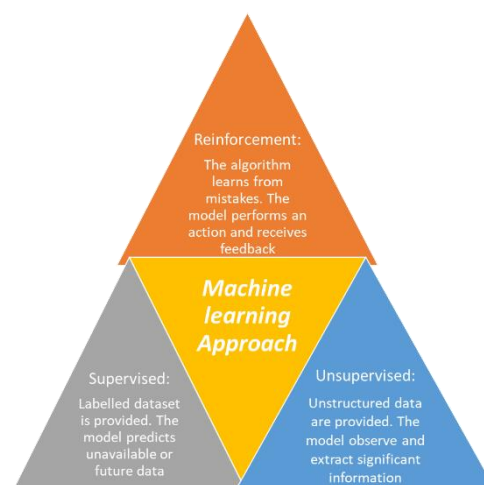 Reinforcement:
The algorithm
learns from
mistakes. The
model performs an
action and receives
feedback
Machine
learning
Approach
Supervised:
Labelled dataset
is provided. The
model predicts
unavailable or
future data
Unsupervised:
Unstructured data
are provided. The
model observe and
extract significant
information